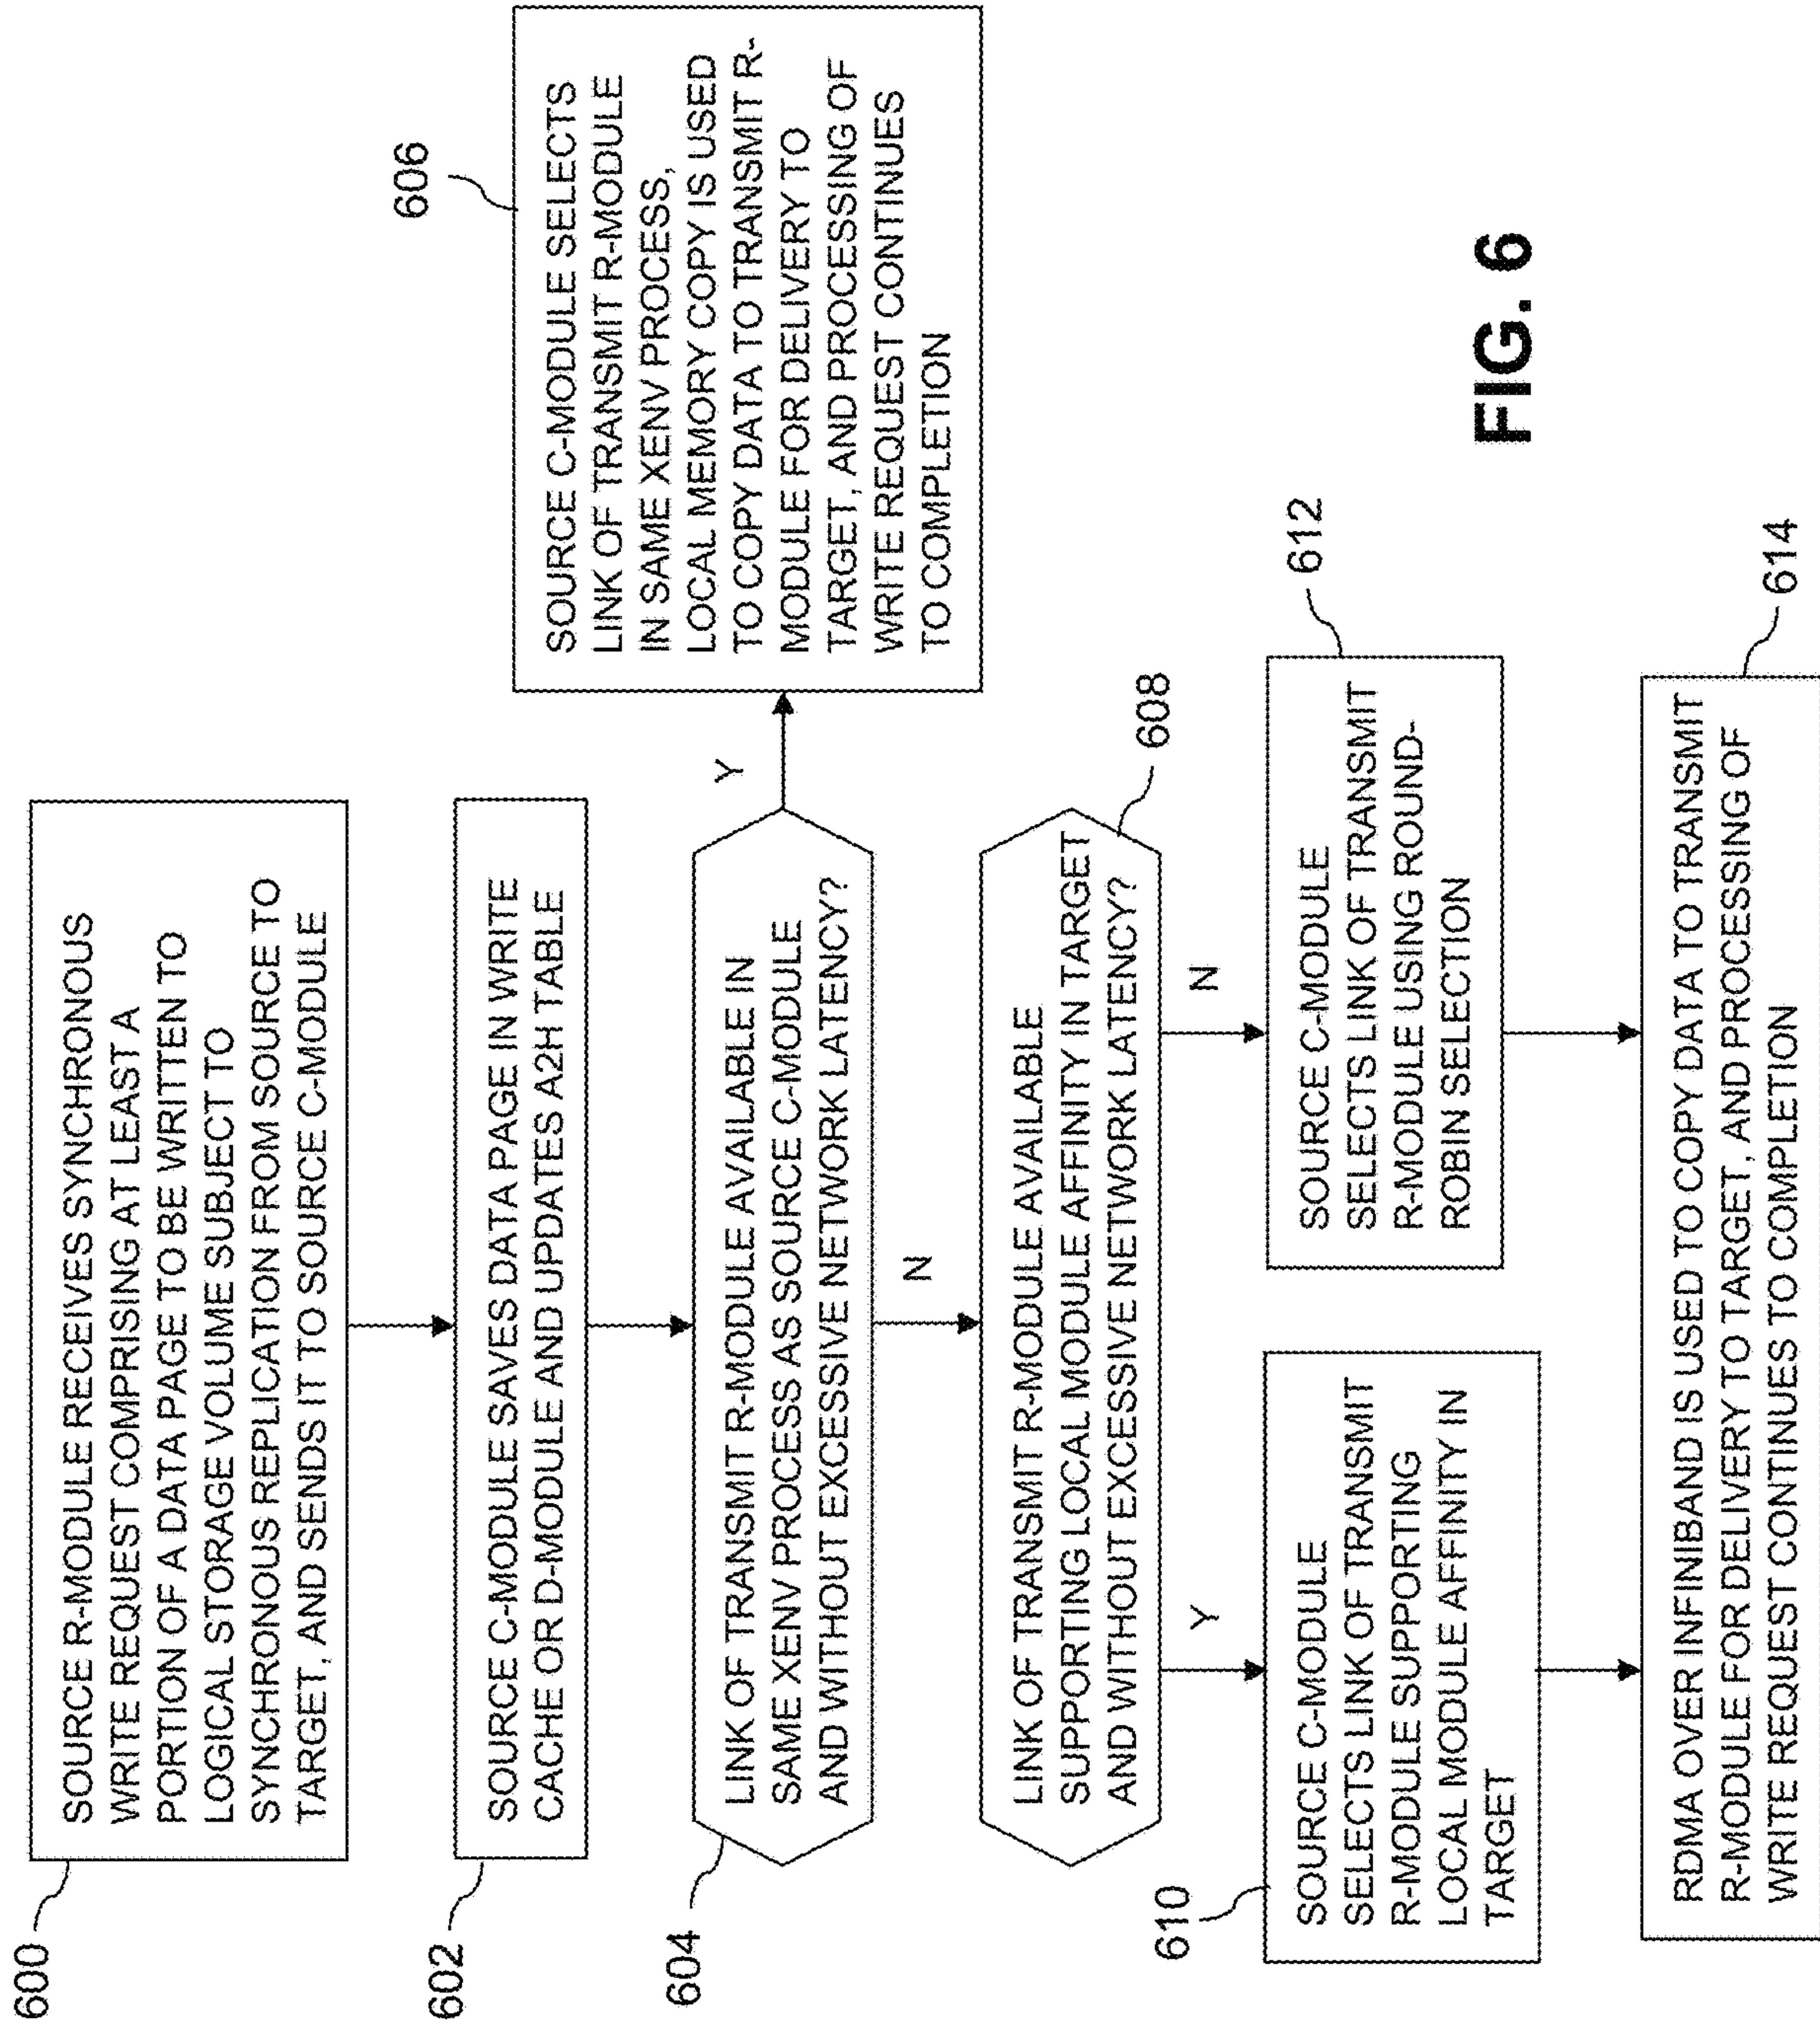 600
SOURCE R-MODULE RECEIVES SYNCHRONOUS
WRITE REQUEST COMPRISING AT LEAST A
PORTION OF A DATA PAGE TO BE WRITTEN TO
LOGICAL STORAGE VOLUME SUBJECT TO
SYNCHRONOUS REPLICATION FROM SOURCE TO
TARGET, AND SENDS IT TO SOURCE C-MODULE
602
SOURCE C-MODULE SAVES DATA PAGE IN WRITE
CACHE OR D-MODULE AND UPDATES A2H TABLE
604
LINK OF TRANSMIT R-MODULE AVAILABLE IN
SAME XENV PROCESS AS SOURCE C-MODULE
AND WITHOUT EXCESSIVE NETWORK LATENCY?
Y
606
SOURCE C-MODULE SELECTS
LINK OF TRANSMIT R-MODULE
IN SAME XENV PROCESS,
LOCAL MEMORY COPY IS USED
TO COPY DATA TO TRANSMIT R-
MODULE FOR DELIVERY TO
TARGET, AND PROCESSING OF
WRITE REQUEST CONTINUES
TO COMPLETION
N
608
LINK OF TRANSMIT R-MODULE AVAILABLE
SUPPORTING LOCAL MODULE AFFINITY IN TARGET
AND WITHOUT EXCESSIVE NETWORK LATENCY?
Y
N
610
SOURCE C-MODULE
SELECTS LINK OF TRANSMIT
R-MODULE SUPPORTING
LOCAL MODULE AFFINITY IN
TARGET
612
SOURCE C-MODULE
SELECTS LINK OF TRANSMIT
R-MODULE USING ROUND-
ROBIN SELECTION
614
RDMA OVER INFINIBAND IS USED TO COPY DATA TO TRANSMIT
R-MODULE FOR DELIVERY TO TARGET, AND PROCESSING OF
WRITE REQUEST CONTINUES TO COMPLETION
FIG. 6